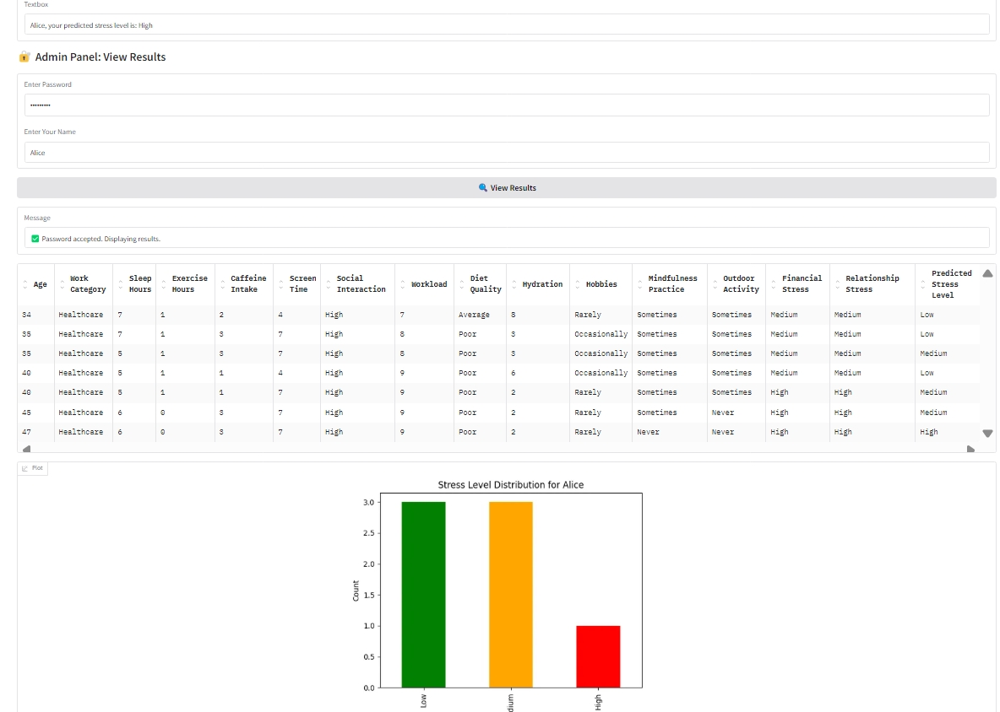 Textbox
Alice, your predicted stress level is: High
🔐 Admin Panel: View Results
Enter Password
•••••••••
Enter Your Name
Alice
🔍 View Results
Message
✅ Password accepted. Displaying results.
Age Work Category Sleep Hours Exercise Hours Caffeine Intake Screen Time Social Interaction Workload Diet Quality Hydration Hobbies Mindfulness Practice Outdoor Activity Financial Stress Relationship Stress Predicted Stress Level
34 Healthcare 7 1 2 4 High 7 Average 8 Rarely Sometimes Sometimes Medium Medium Low
35 Healthcare 7 1 3 7 High 8 Poor 3 Occasionally Sometimes Sometimes Medium Medium Low
35 Healthcare 5 1 3 7 High 8 Poor 3 Occasionally Sometimes Sometimes Medium Medium Medium
40 Healthcare 5 1 1 4 High 9 Poor 6 Occasionally Sometimes Sometimes Medium Medium Low
40 Healthcare 5 1 1 7 High 9 Poor 2 Rarely Sometimes Sometimes High High Medium
45 Healthcare 6 0 3 7 High 9 Poor 2 Rarely Sometimes Never High High Medium
47 Healthcare 6 0 3 7 High 9 Poor 2 Rarely Never Never High High High
Plot
Stress Level Distribution for Alice
3.0
2.5
2.0
1.5
1.0
0.5
0.0
Count
Low
dium
High